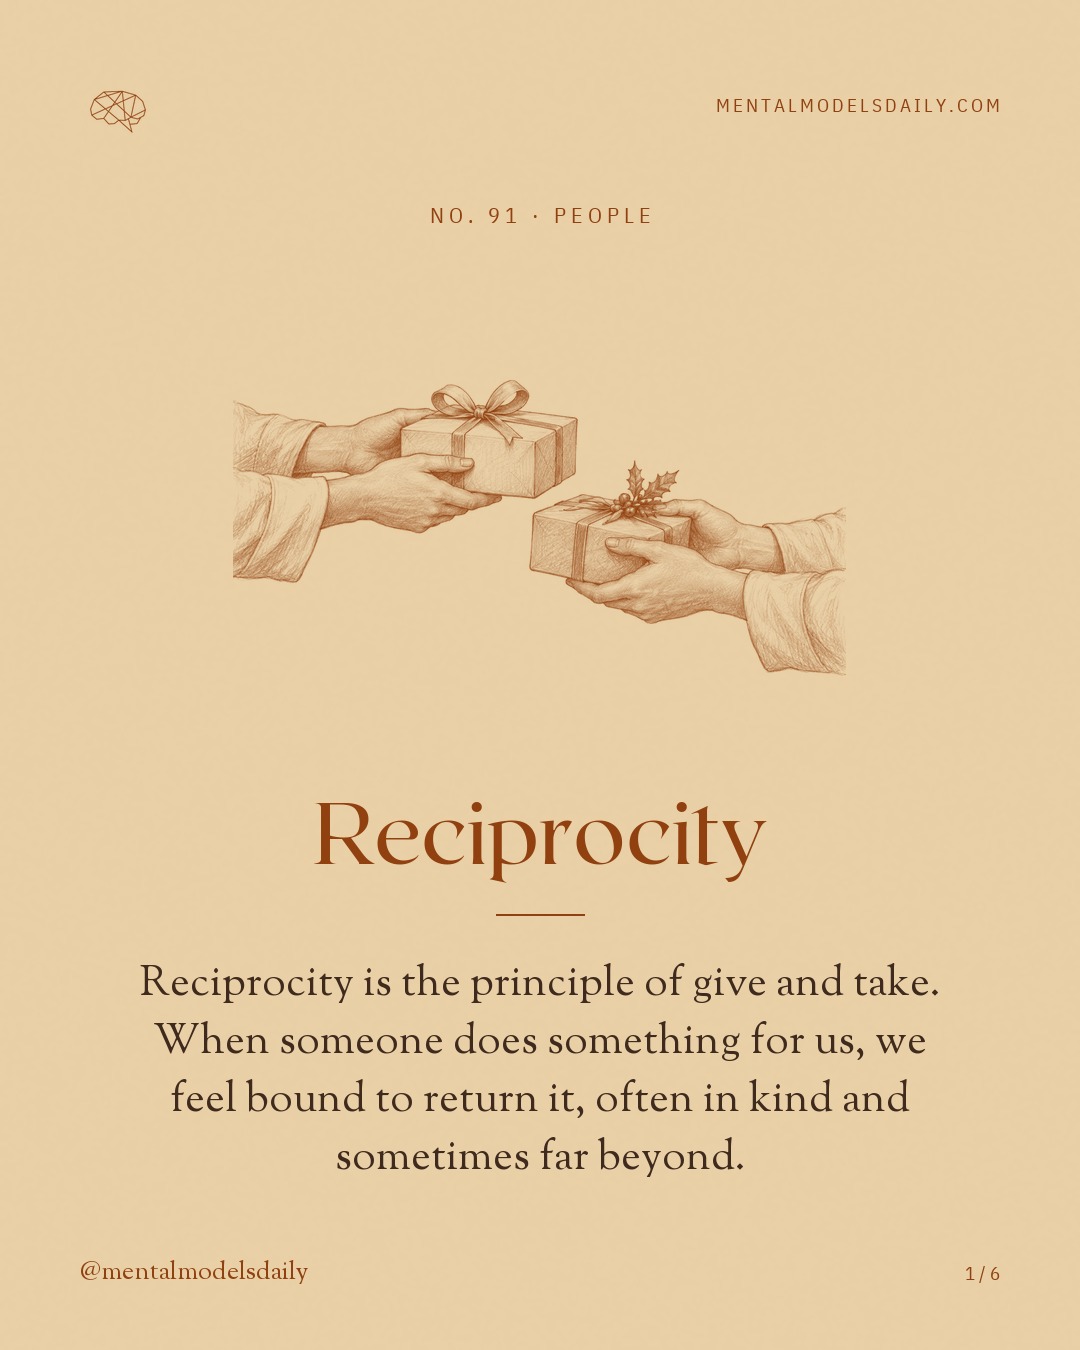 MENTALMODELSDAILY.COM
NO. 91 · PEOPLE
Reciprocity
Reciprocity is the principle of give and take.
When someone does something for us, we
feel bound to return it, often in kind and
sometimes far beyond.
@mentalmodelsdaily
1 / 6